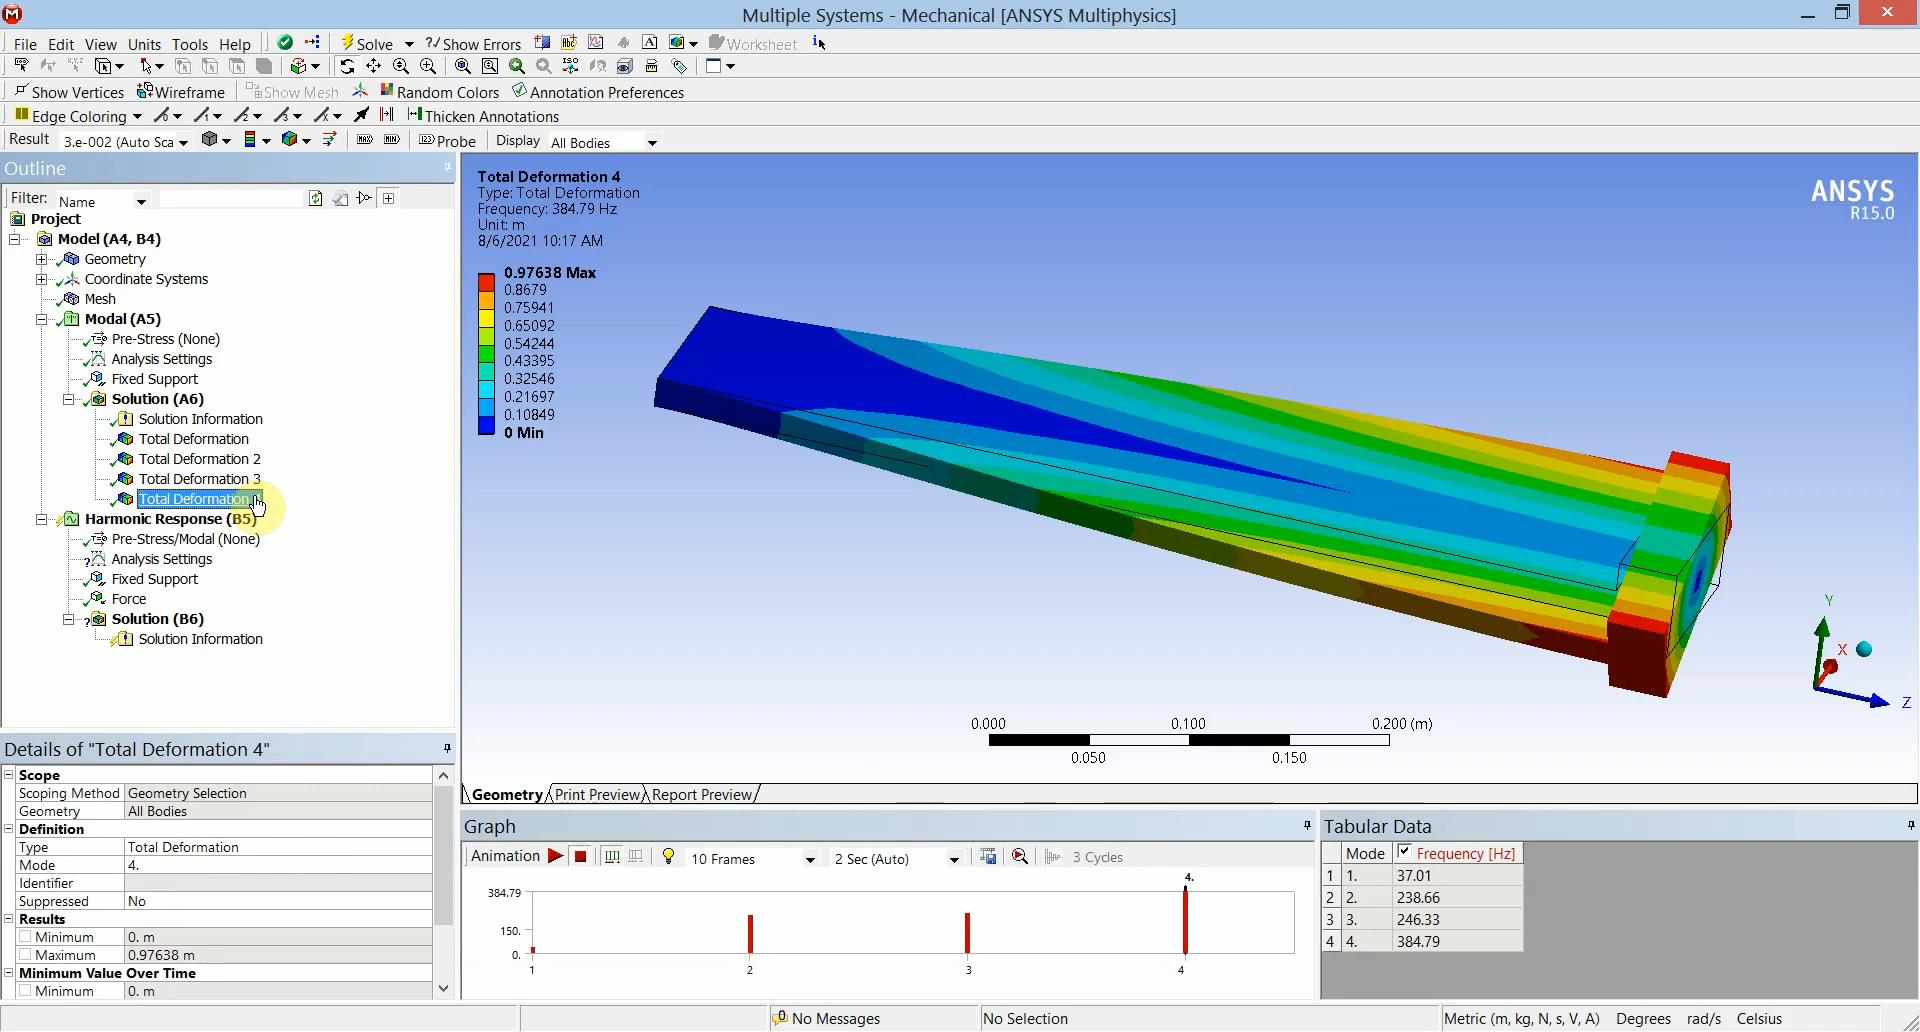 Multiple Systems - Mechanical [ANSYS Multiphysics]
File Edit View Units Tools Help Solve ?/Show Errors Worksheet
Show Vertices Wireframe Show Mesh Random Colors Annotation Preferences
Edge Coloring Thicken Annotations
Result 3.e-002 (Auto Sca Probe Display All Bodies
Outline
Filter: Name
Project
Model (A4, B4)
Geometry
Coordinate Systems
Mesh
Modal (A5)
Pre-Stress (None)
Analysis Settings
Fixed Support
Solution (A6)
Solution Information
Total Deformation
Total Deformation 2
Total Deformation 3
Total Deformation
Harmonic Response (B5)
Pre-Stress/Modal (None)
Analysis Settings
Fixed Support
Force
Solution (B6)
Solution Information
Total Deformation 4
Type: Total Deformation
Frequency: 384.79 Hz
Unit: m
8/6/2021 10:17 AM
0.97638 Max
0.8679
0.75941
0.65092
0.54244
0.43395
0.32546
0.21697
0.10849
0 Min
ANSYS
R15.0
Y
X
Z
0.000 0.100 0.200 (m)
0.050 0.150
Geometry Print Preview Report Preview
Details of "Total Deformation 4"
Scope
Scoping Method Geometry Selection
Geometry All Bodies
Definition
Type Total Deformation
Mode 4.
Identifier
Suppressed No
Results
Minimum 0. m
Maximum 0.97638 m
Minimum Value Over Time
Minimum 0. m
Graph
Animation 10 Frames 2 Sec (Auto) 3 Cycles
4.
384.79
150.
0.
1 2 3 4
Tabular Data
Mode Frequency [Hz]
1 1. 37.01
2 2. 238.66
3 3. 246.33
4 4. 384.79
No Messages No Selection Metric (m, kg, N, s, V, A) Degrees rad/s Celsius